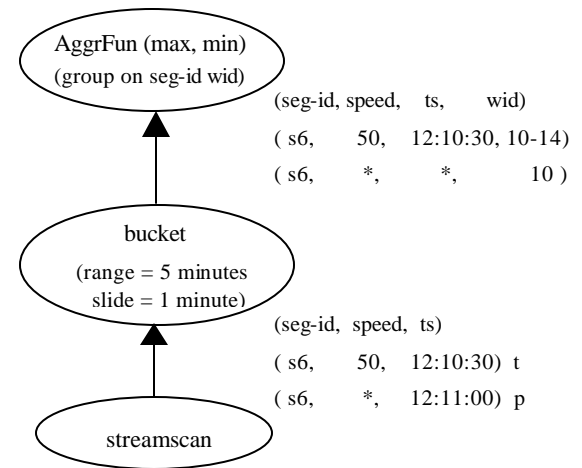 AggrFun (max, min)
(group on seg-id wid)
(seg-id, speed, ts, wid)
( s6, 50, 12:10:30, 10-14)
( s6, *, *, 10 )
bucket
(range = 5 minutes
slide = 1 minute)
(seg-id, speed, ts)
( s6, 50, 12:10:30) t
( s6, *, 12:11:00) p
streamscan